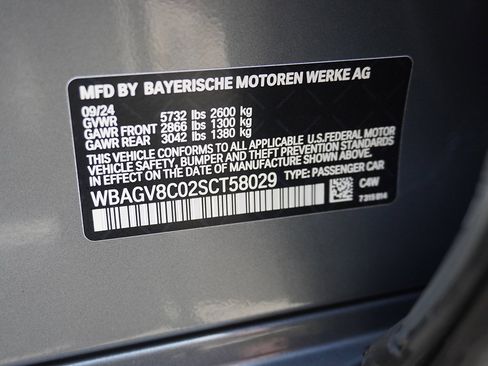 MFD BY BAYERISCHE MOTOREN WERKE AG
09/24
GVWR 5732 lbs 2600 kg
GAWR FRONT 2866 lbs 1300 kg
GAWR REAR 3042 lbs 1380 kg
THIS VEHICLE CONFORMS TO ALL APPLICABLE U.S.FEDERAL MOTOR
VEHICLE SAFETY, BUMPER AND THEFT PREVENTION STANDARDS
IN EFFECT ON THE DATE OF MANUFACTURE SHOWN ABOVE.
WBAGV8C02SCT58029 TYPE: PASSENGER CAR
C4W
7315814